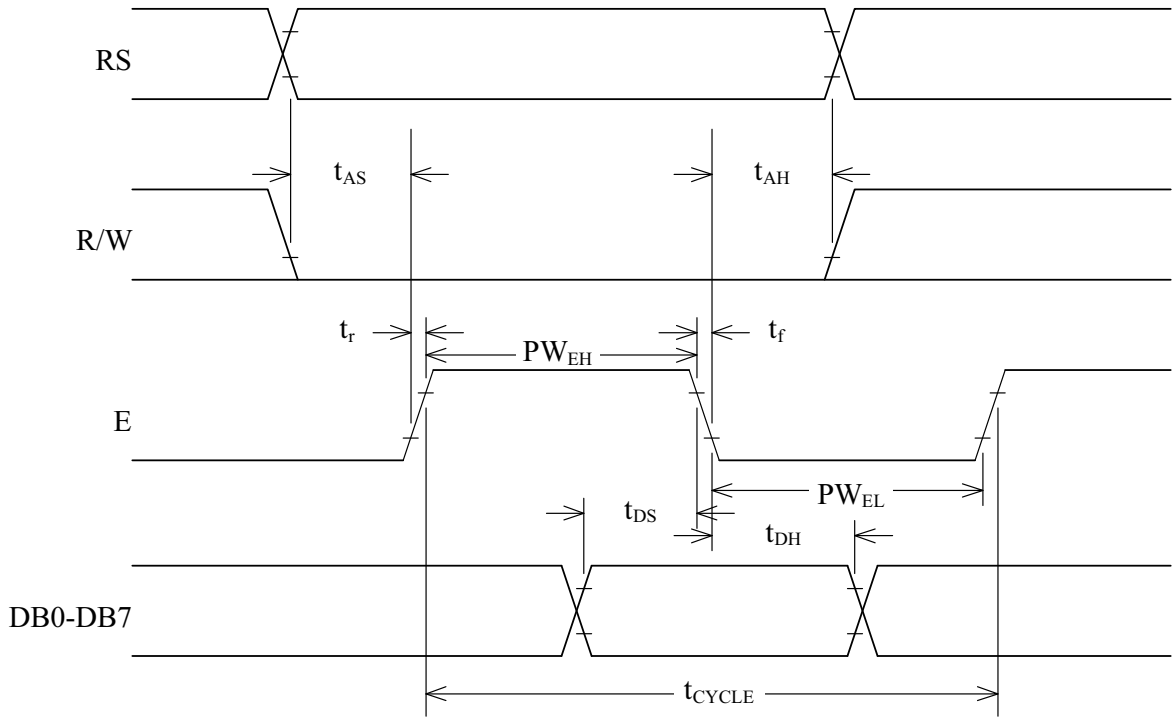 RS
t_AS
t_AH
R/W
t_r
PW_EH
t_f
E
PW_EL
t_DS
t_DH
DB0-DB7
t_CYCLE